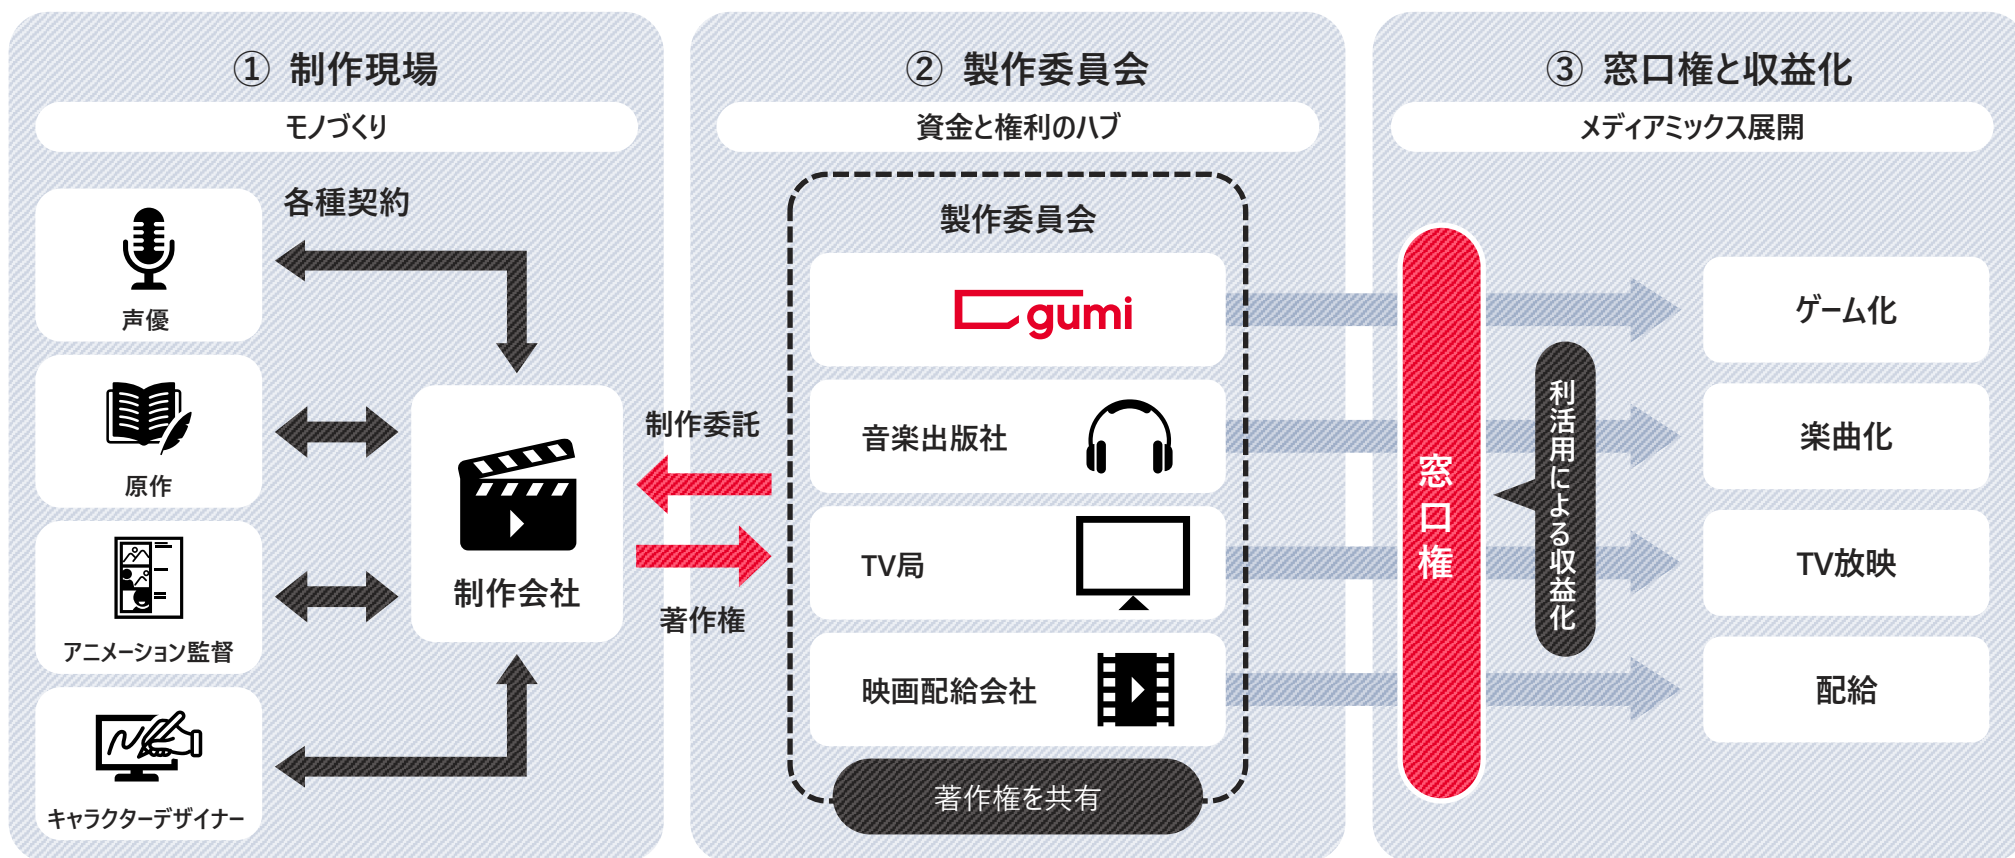 ① 制作現場
モノづくり
各種契約
声優
原作
アニメーション監督
キャラクターデザイナー
制作会社
制作委託
著作権
② 製作委員会
資金と権利のハブ
製作委員会
gumi
音楽出版社
TV局
映画配給会社
著作権を共有
③ 窓口権と収益化
メディアミックス展開
窓口権
利活用による収益化
ゲーム化
楽曲化
TV放映
配給